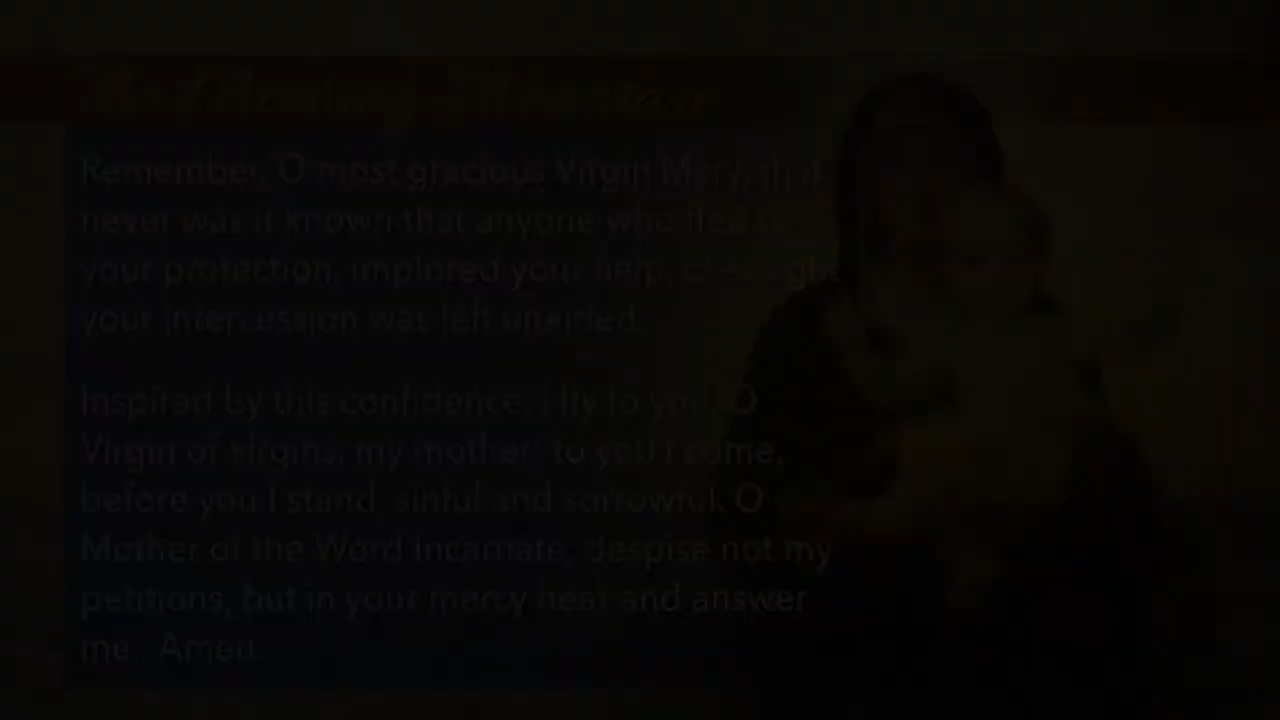 Remember, O most gracious Virgin Mary, that
never was it known that anyone who fled to
your protection, implored your help, or sought
your intercession was left unaided.
Inspired by this confidence, I fly to you, O
Virgin of virgins, my mother; to you I come,
before you I stand, sinful and sorrowful. O
Mother of the Word Incarnate, despise not my
petitions, but in your mercy hear and answer
me. Amen.